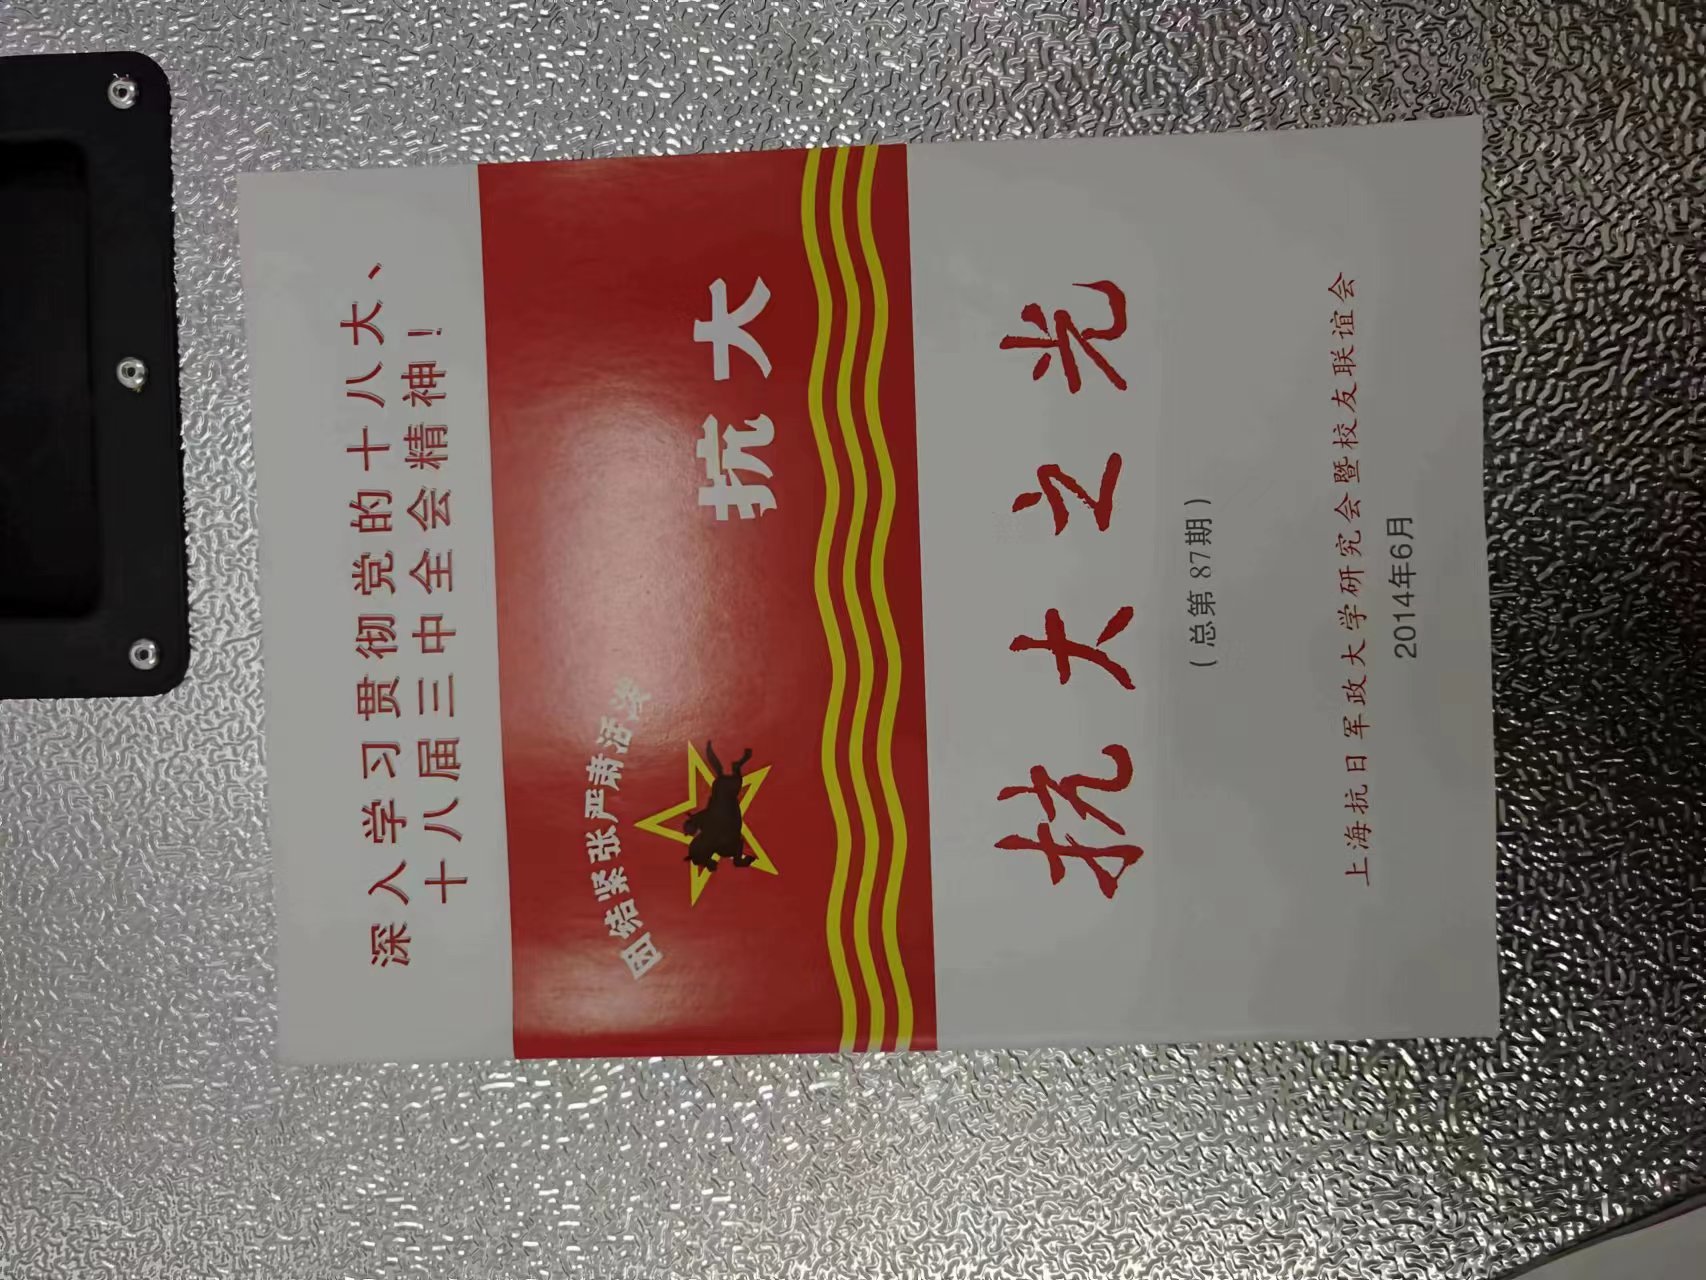 深入学习贯彻党的十八大、
十八届三中全会精神！
团结紧张严肃活泼
抗大
抗大之光
（总第87期）
上海抗日军政大学研究会暨校友联谊会
2014年6月